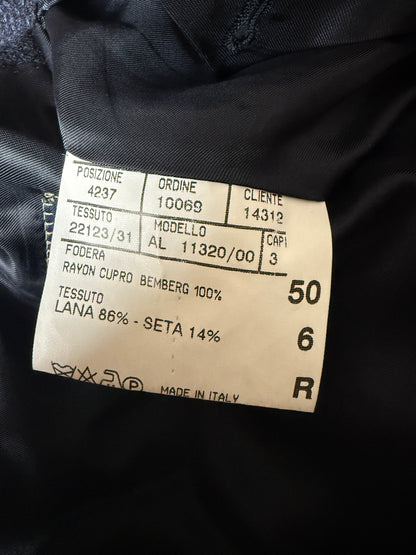 POSIZIONE ORDINE CLIENTE
4237 10069 14312
TESSUTO MODELLO CAPI
22123/31 AL 11320/00 3
FODERA
RAYON CUPRO BEMBERG 100% 50
TESSUTO
LANA 86% - SETA 14% 6
R
P MADE IN ITALY